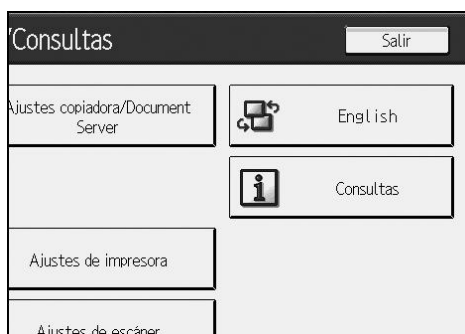 /Consultas
Salir
Ajustes copiadora/Document
Server
English
Consultas
Ajustes de impresora
Ajustes de escáner